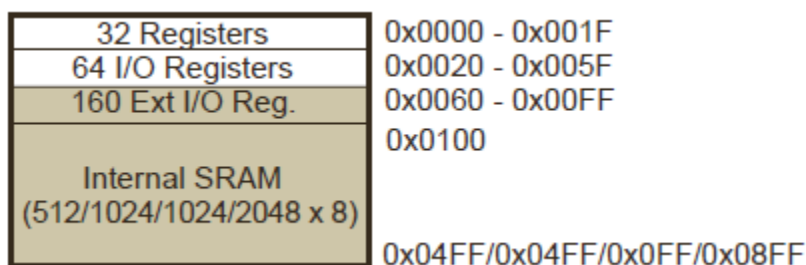 32 Registers 0x0000 - 0x001F
64 I/O Registers 0x0020 - 0x005F
160 Ext I/O Reg. 0x0060 - 0x00FF
0x0100
Internal SRAM
(512/1024/1024/2048 x 8)
0x04FF/0x04FF/0x0FF/0x08FF